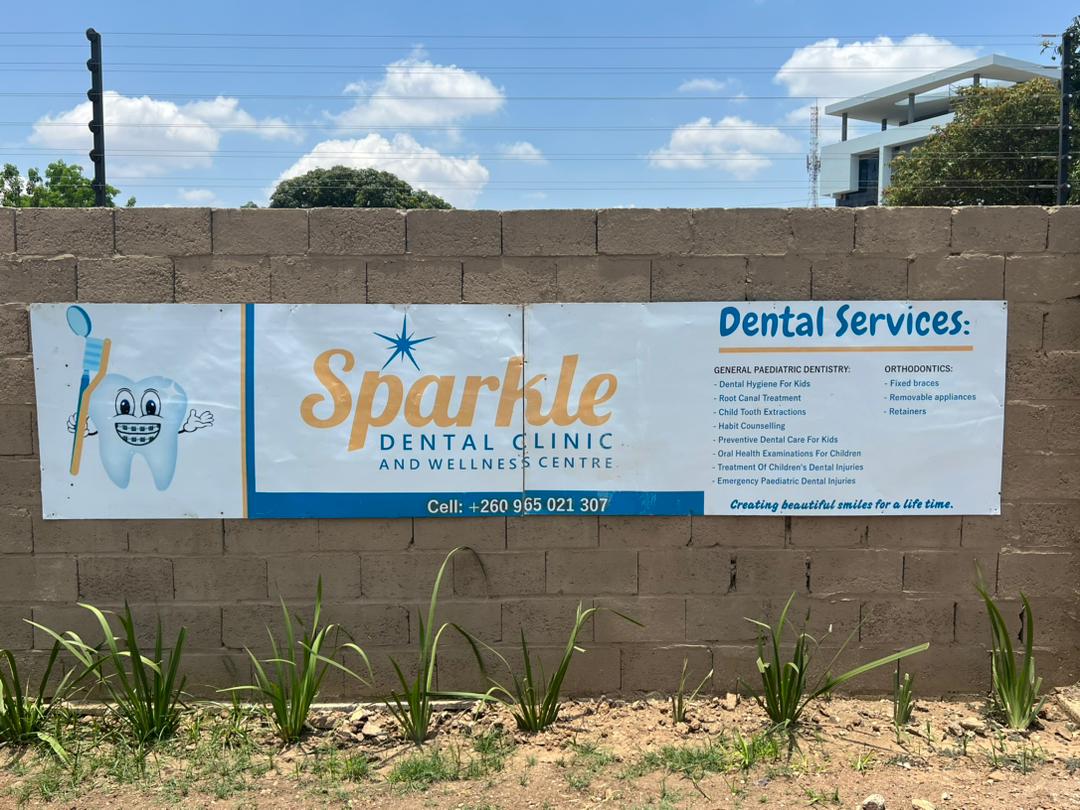 Sparkle
DENTAL CLINIC
AND WELLNESS CENTRE
Cell: +260 965 021 307
Dental Services:
GENERAL PAEDIATRIC DENTISTRY:
- Dental Hygiene For Kids
- Root Canal Treatment
- Child Tooth Extractions
- Habit Counselling
- Preventive Dental Care For Kids
- Oral Health Examinations For Children
- Treatment Of Children's Dental Injuries
- Emergency Paediatric Dental Injuries
ORTHODONTICS:
- Fixed braces
- Removable appliances
- Retainers
Creating beautiful smiles for a life time.